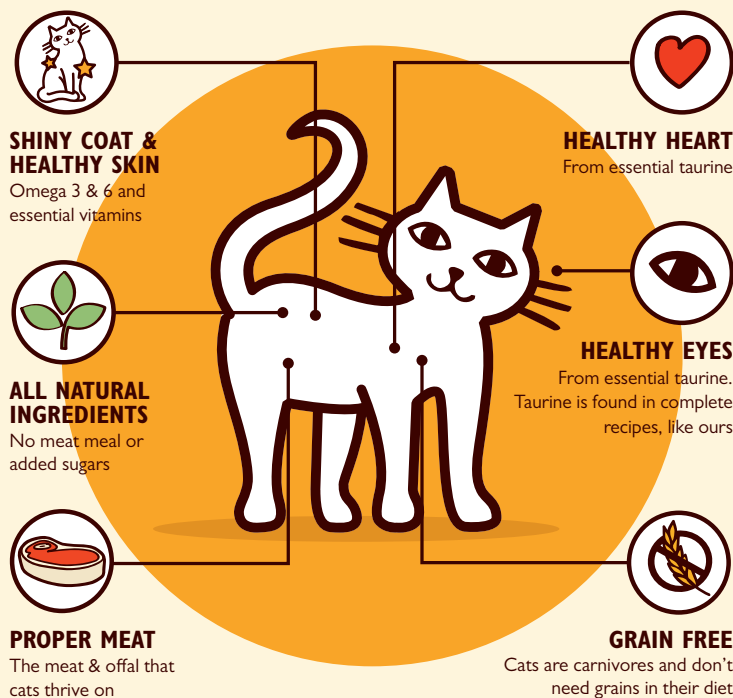 SHINY COAT &
HEALTHY SKIN
Omega 3 & 6 and
essential vitamins
HEALTHY HEART
From essential taurine
ALL NATURAL
INGREDIENTS
No meat meal or
added sugars
HEALTHY EYES
From essential taurine.
Taurine is found in complete
recipes, like ours
PROPER MEAT
The meat & offal that
cats thrive on
GRAIN FREE
Cats are carnivores and don’t
need grains in their diet